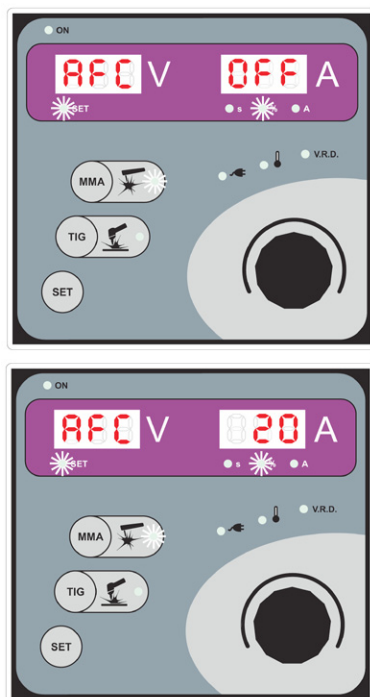 ON
AFC V OFF A
SET s % A
V.R.D.
MMA
TIG
SET
ON
AFC V 20 A
SET s % A
V.R.D.
MMA
TIG
SET